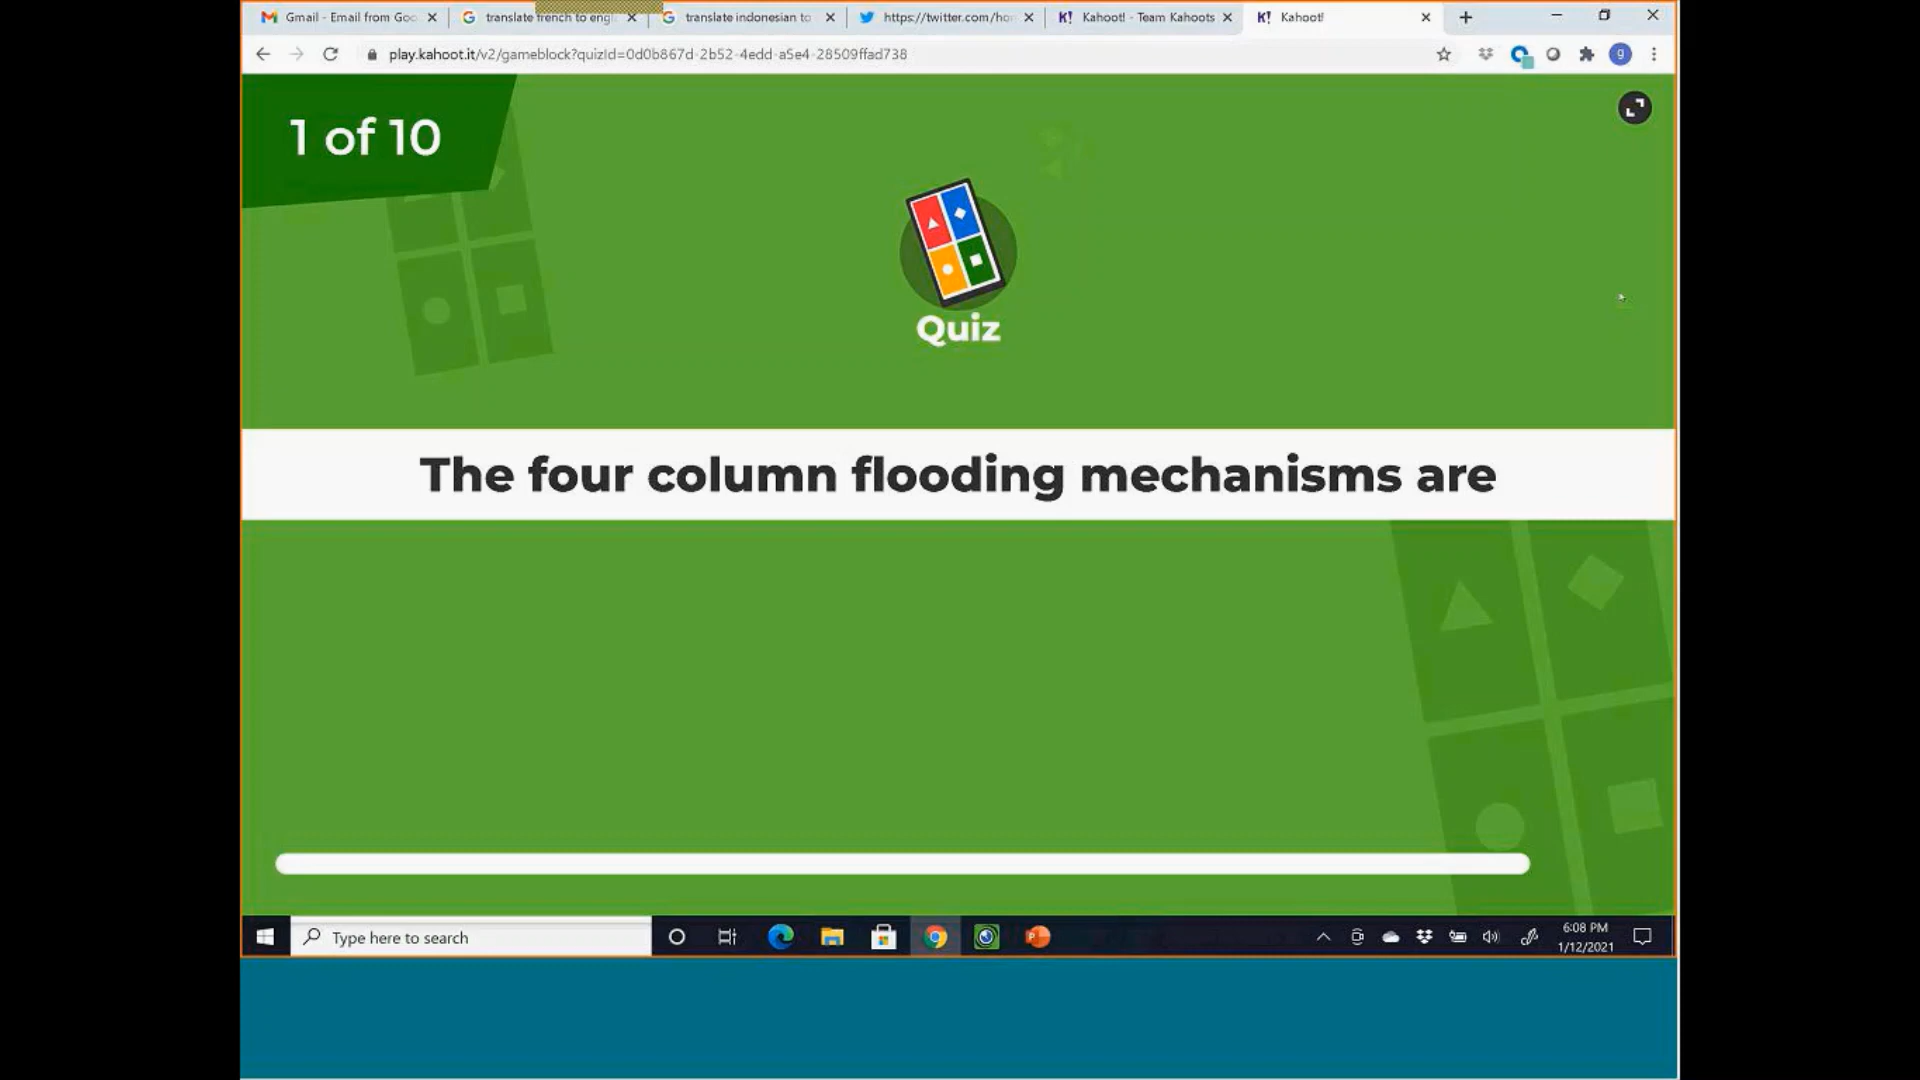 Gmail - Email from Goo
translate french to engl
translate indonesian to
https://twitter.com/hor
K! Kahoot! - Team Kahoots
K! Kahoot!
play.kahoot.it/v2/gameblock?quizId=0d0b867d-2b52-4edd-a5e4-28509ffad738
g
1 of 10
Quiz
The four column flooding mechanisms are
Type here to search
6:08 PM
1/12/2021